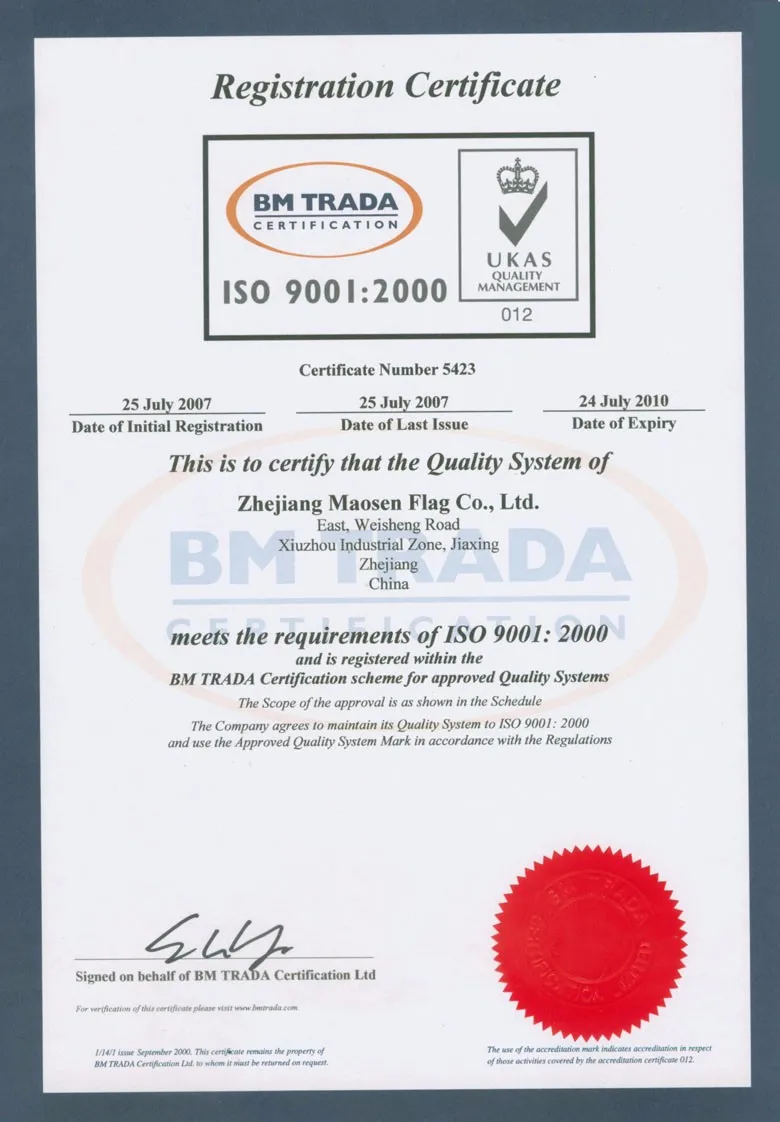 Registration Certificate
BM TRADA
CERTIFICATION
ISO 9001:2000
UKAS
QUALITY
MANAGEMENT
012
Certificate Number 5423
25 July 2007
Date of Initial Registration
25 July 2007
Date of Last Issue
24 July 2010
Date of Expiry
This is to certify that the Quality System of
Zhejiang Maosen Flag Co., Ltd.
East, Weisheng Road
Xiuzhou Industrial Zone, Jiaxing
Zhejiang
China
BM TRADA
CERTIFICATION
meets the requirements of ISO 9001: 2000
and is registered within the
BM TRADA Certification scheme for approved Quality Systems
The Scope of the approval is as shown in the Schedule
The Company agrees to maintain its Quality System to ISO 9001: 2000
and use the Approved Quality System Mark in accordance with the Regulations
Signed on behalf of BM TRADA Certification Ltd
For verification of this certificate please visit www.bmtrada.com
1/14/1 issue September 2000. This certificate remains the property of
BM TRADA Certification Ltd. to whom it must be returned on request.
BM TRADA
The use of the accreditation mark indicates accreditation in respect
of those activities covered by the accreditation certificate 012.